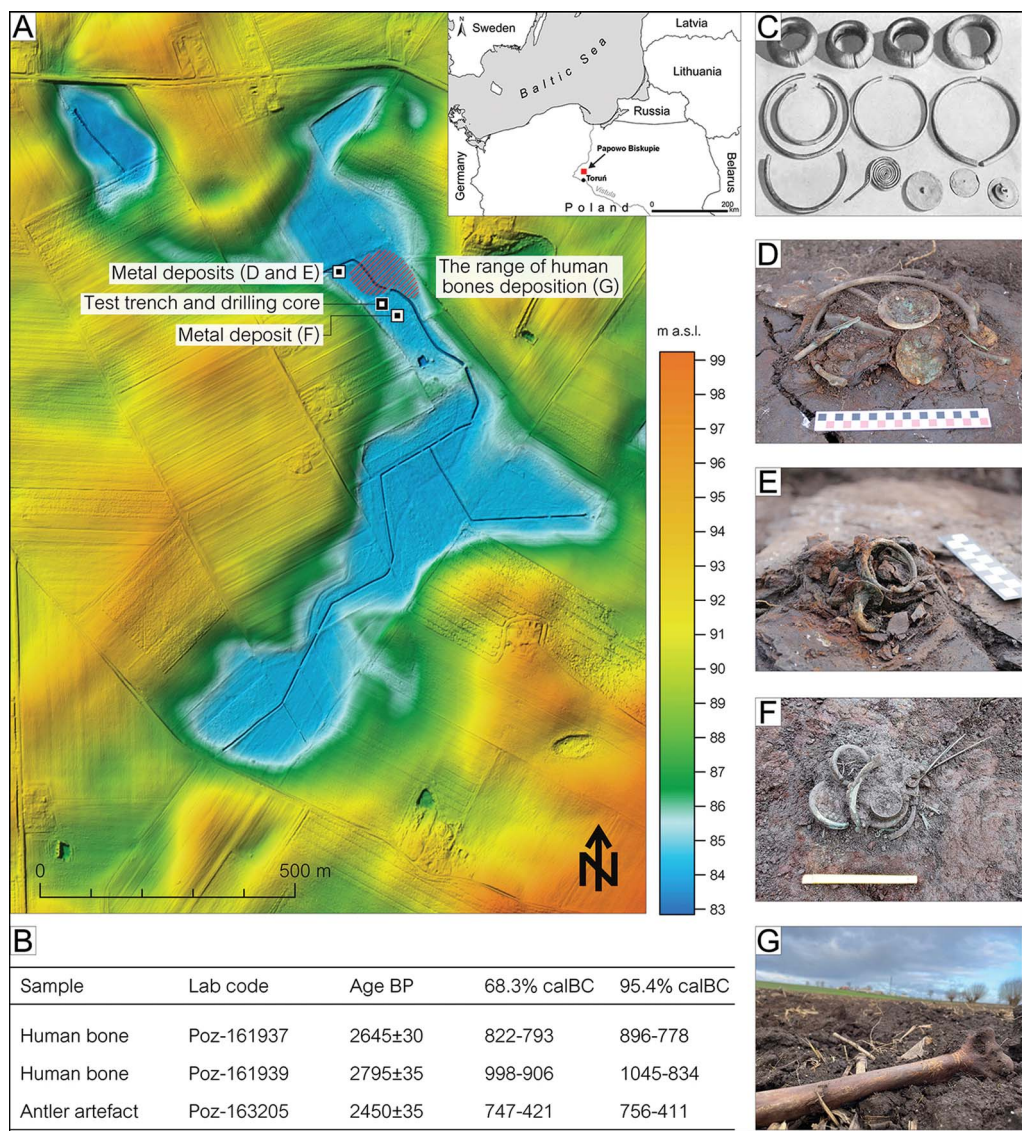 A
N
Sweden
Latvia
Baltic Sea
Lithuania
Russia
Papowo Biskupie
Toruń
Vistula
Germany
Belarus
Poland
0 200
km
Metal deposits (D and E)
Test trench and drilling core
Metal deposit (F)
The range of human
bones deposition (G)
m a.s.l.
99
98
97
96
95
94
93
92
91
90
89
88
87
86
85
84
83
0 500 m
N
B
Sample Lab code Age BP 68.3% calBC 95.4% calBC
Human bone Poz-161937 2645±30 822-793 896-778
Human bone Poz-161939 2795±35 998-906 1045-834
Antler artefact Poz-163205 2450±35 747-421 756-411
C
D
E
F
G